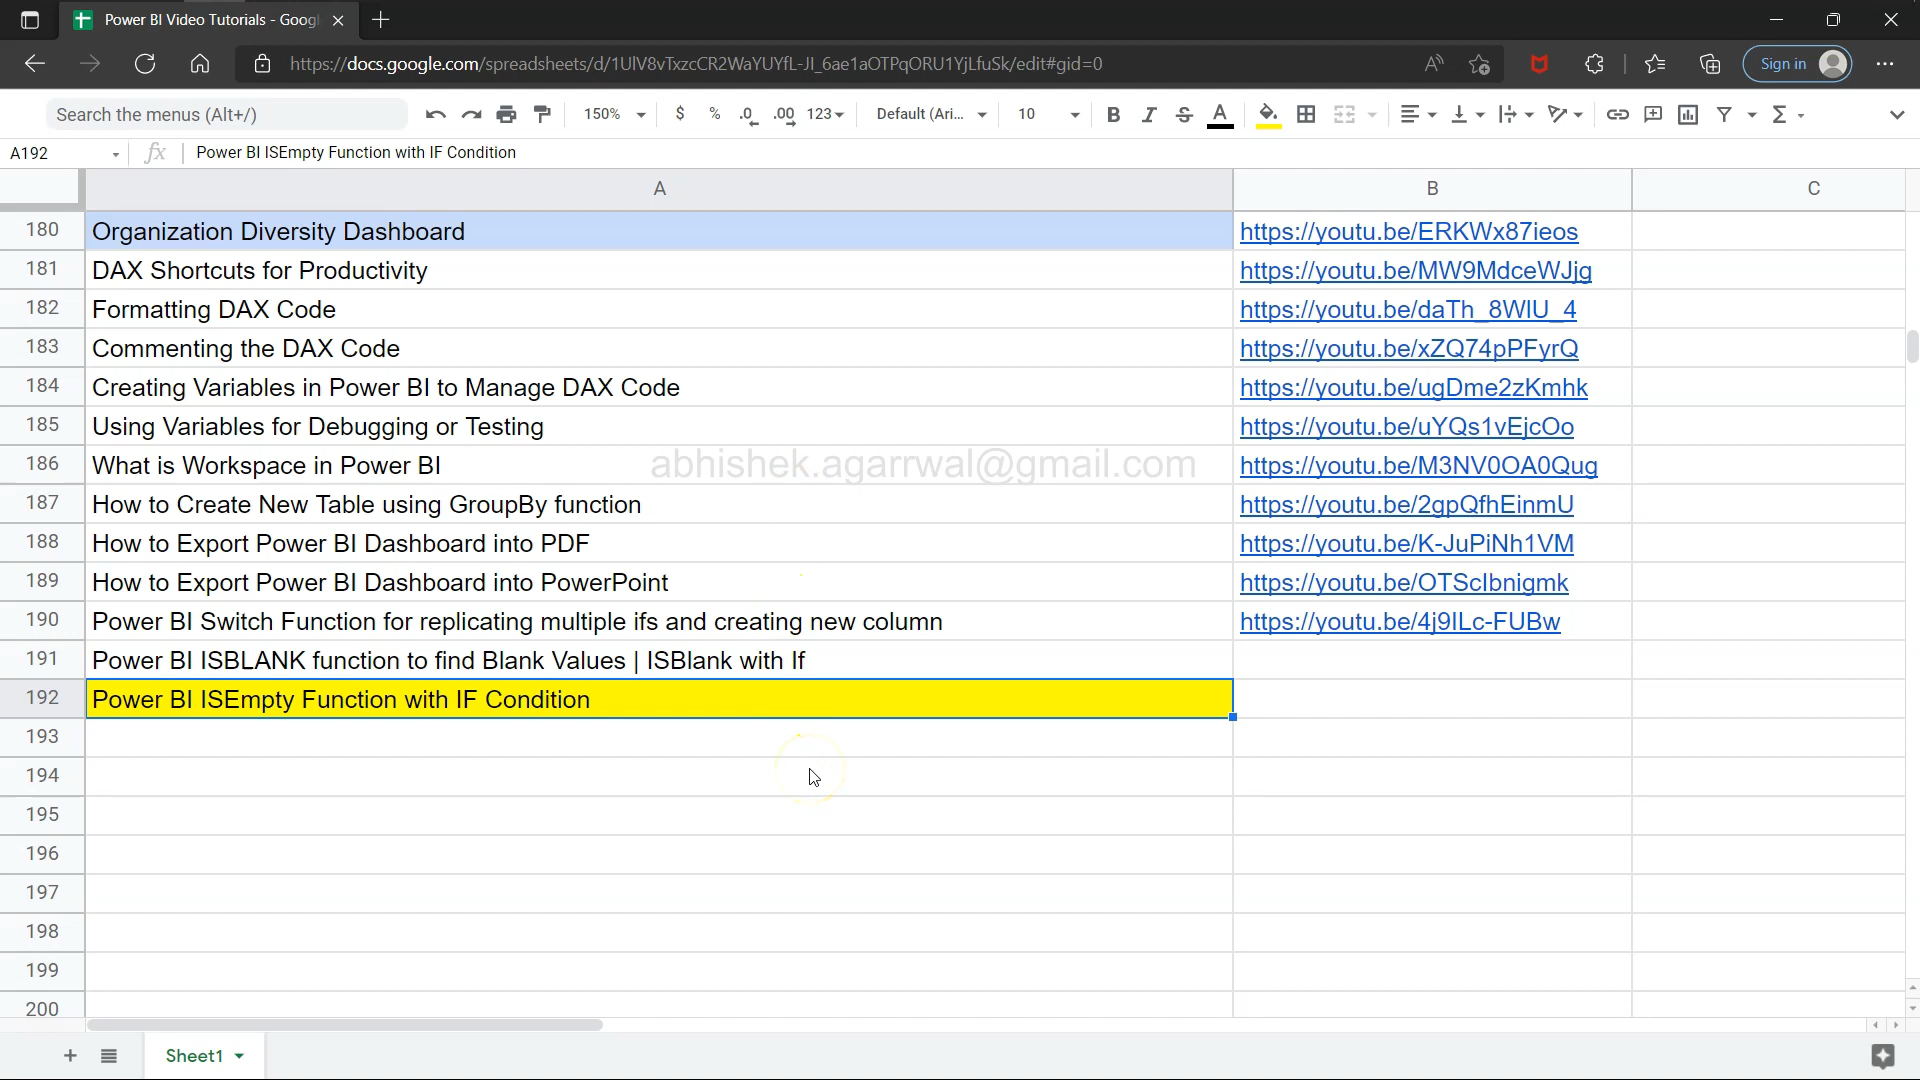 Power BI Video Tutorials - Goog
https://docs.google.com/spreadsheets/d/1UlV8vTxzcCR2WaYUYfL-JI_6ae1aOTPqORU1YjLfuSk/edit#gid=0
Sign in
Search the menus (Alt+/)
150% $ % .0 .00 123 Default (Ari... 10 B I S A
A192 fx Power BI ISEmpty Function with IF Condition
A B C
180 Organization Diversity Dashboard https://youtu.be/ERKWx87ieos
181 DAX Shortcuts for Productivity https://youtu.be/MW9MdceWJjg
182 Formatting DAX Code https://youtu.be/daTh_8WlU_4
183 Commenting the DAX Code https://youtu.be/xZQ74pPFyrQ
184 Creating Variables in Power BI to Manage DAX Code https://youtu.be/ugDme2zKmhk
185 Using Variables for Debugging or Testing https://youtu.be/uYQs1vEjcOo
186 What is Workspace in Power BI https://youtu.be/M3NV0OA0Qug
abhishek.agarrwal@gmail.com
187 How to Create New Table using GroupBy function https://youtu.be/2gpQfhEinmU
188 How to Export Power BI Dashboard into PDF https://youtu.be/K-JuPiNh1VM
189 How to Export Power BI Dashboard into PowerPoint https://youtu.be/OTSclbnigmk
190 Power BI Switch Function for replicating multiple ifs and creating new column https://youtu.be/4j9ILc-FUBw
191 Power BI ISBLANK function to find Blank Values | ISBlank with If
192 Power BI ISEmpty Function with IF Condition
193
194
195
196
197
198
199
200
Sheet1